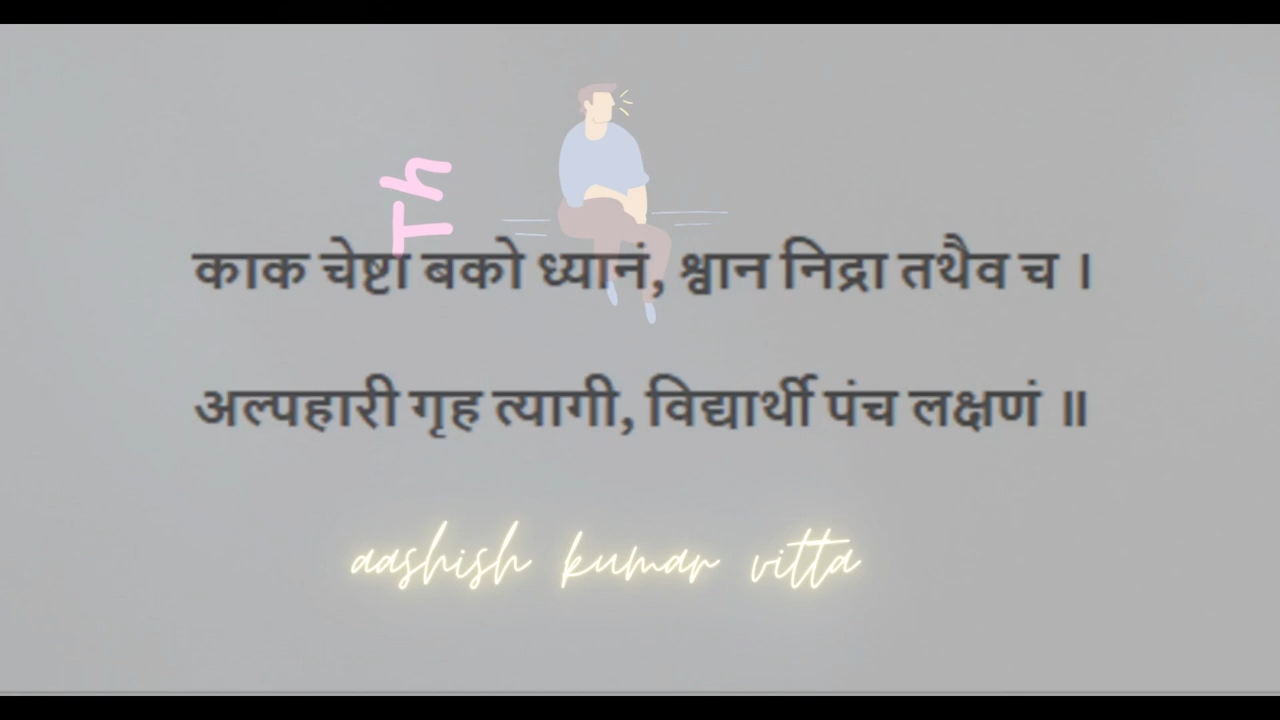 Th
काक चेष्टा बको ध्यानं, श्वान निद्रा तथैव च ।
अल्पहारी गृह त्यागी, विद्यार्थी पंच लक्षणं ॥
aashish kumar vitta